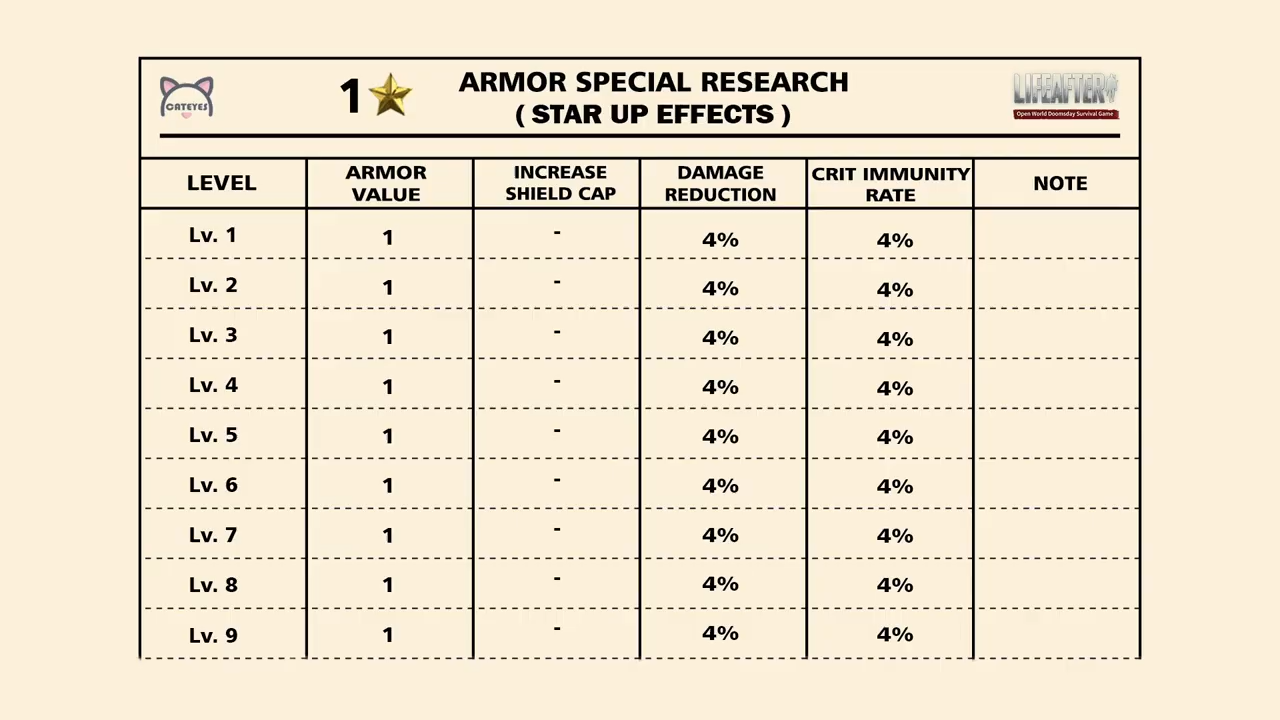 CATEYES
1
ARMOR SPECIAL RESEARCH
( STAR UP EFFECTS )
LIFEAFTER
Open World Doomsday Survival Game
LEVEL ARMOR VALUE INCREASE SHIELD CAP DAMAGE REDUCTION CRIT IMMUNITY RATE NOTE
Lv. 1 1 - 4% 4%
Lv. 2 1 - 4% 4%
Lv. 3 1 - 4% 4%
Lv. 4 1 - 4% 4%
Lv. 5 1 - 4% 4%
Lv. 6 1 - 4% 4%
Lv. 7 1 - 4% 4%
Lv. 8 1 - 4% 4%
Lv. 9 1 - 4% 4%